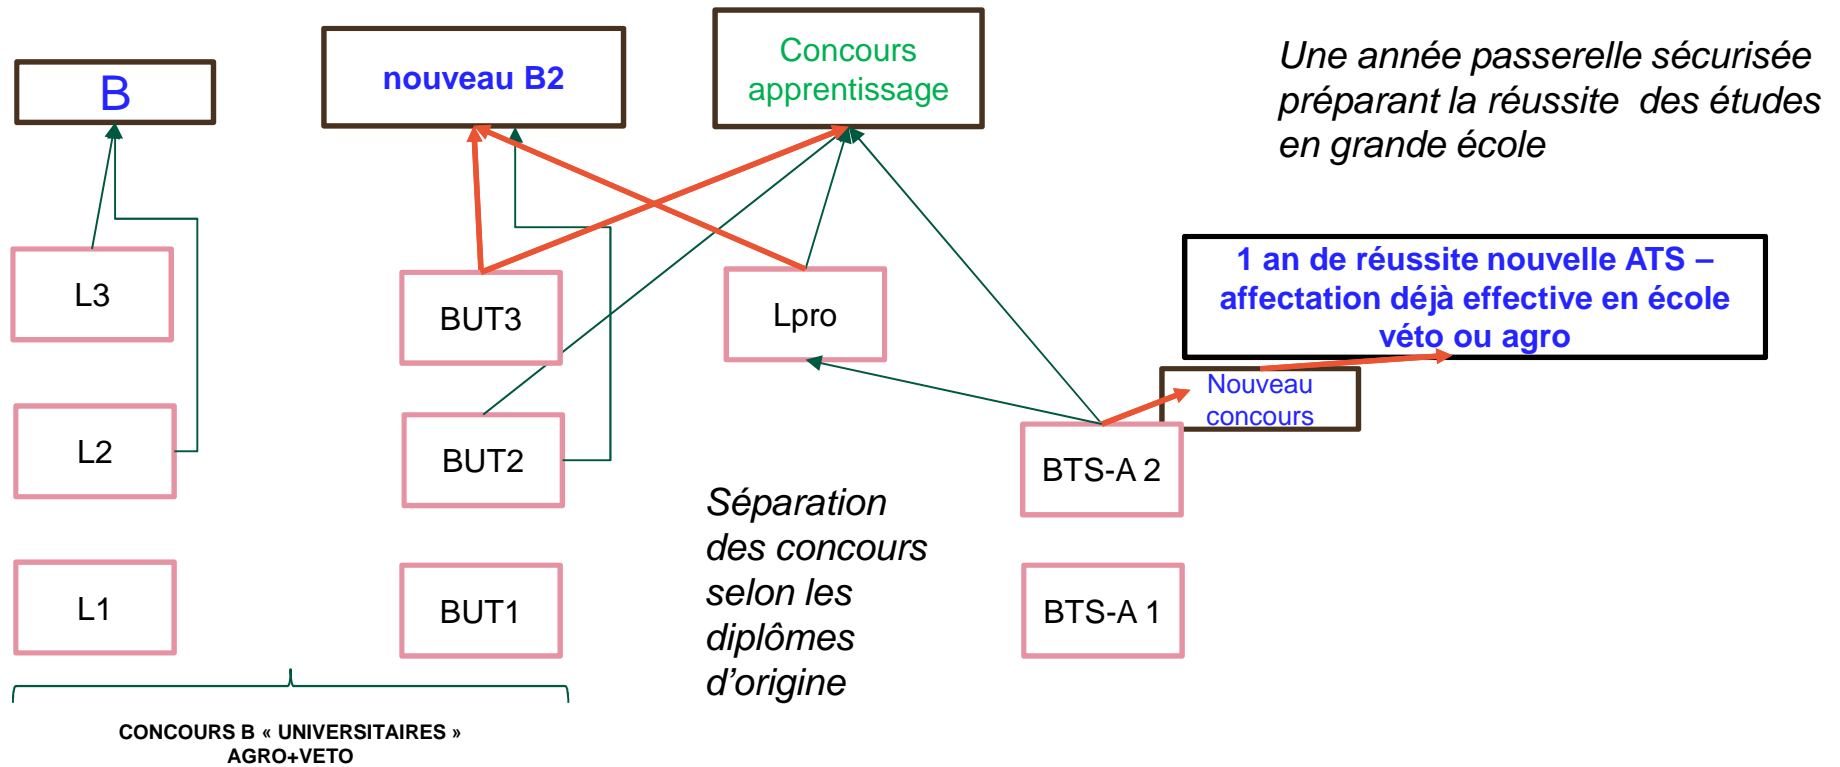 B
nouveau B2
Concours
apprentissage
Une année passerelle sécurisée
préparant la réussite des études
en grande école
1 an de réussite nouvelle ATS –
affectation déjà effective en école
véto ou agro
Nouveau
concours
L3
BUT3
Lpro
L2
BUT2
BTS-A 2
Séparation
des concours
selon les
diplômes
d'origine
L1
BUT1
BTS-A 1
CONCOURS B « UNIVERSITAIRES »
AGRO+VETO